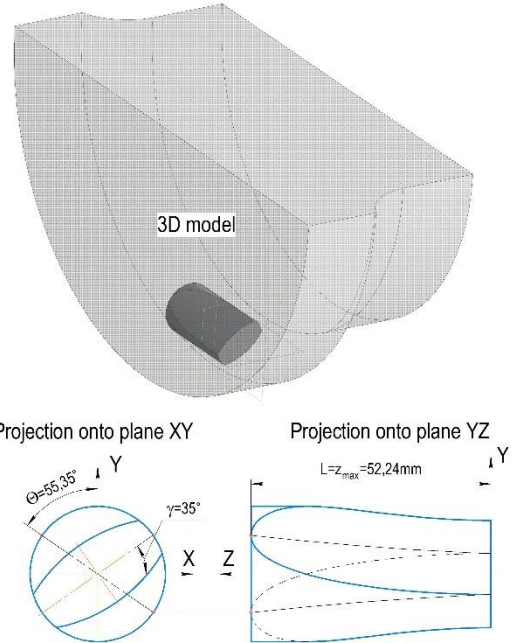 3D model
Projection onto plane XY
Projection onto plane YZ
Y
Θ=55,35°
γ=35°
X
L=zmax=52,24mm
Y
Z